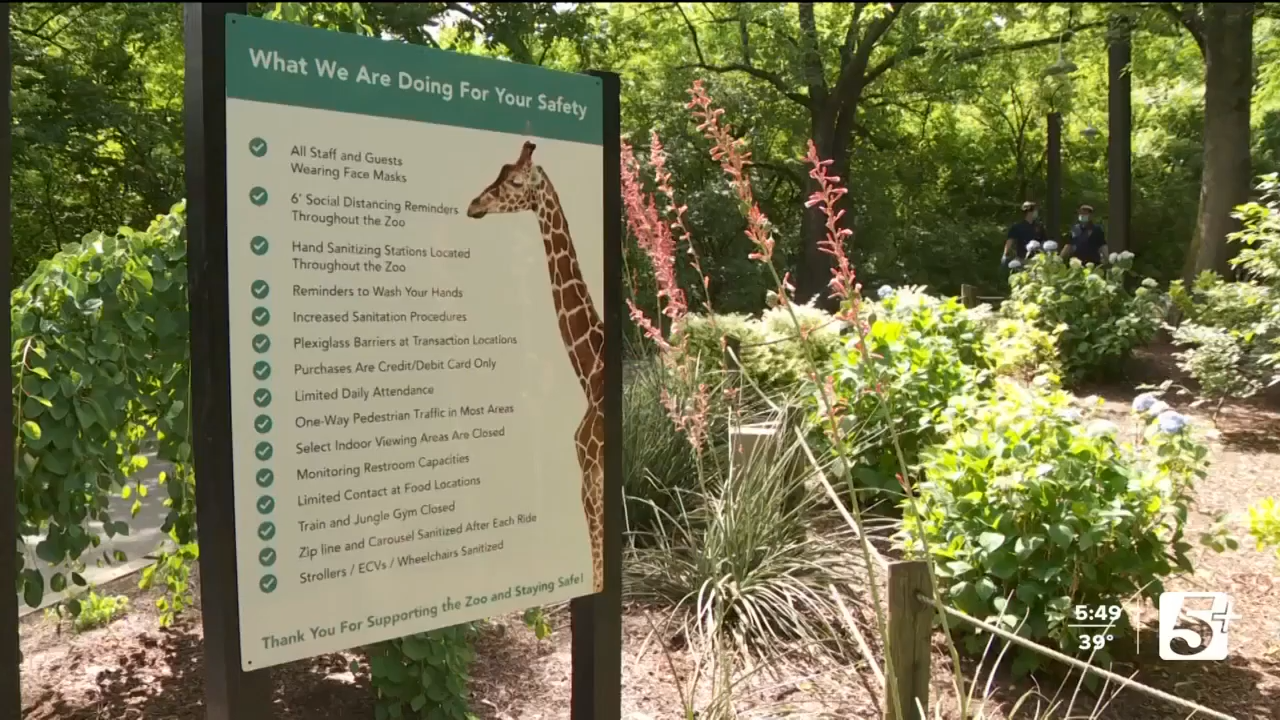 What We Are Doing For Your Safety
All Staff and Guests
Wearing Face Masks
6' Social Distancing Reminders
Throughout the Zoo
Hand Sanitizing Stations Located
Throughout the Zoo
Reminders to Wash Your Hands
Increased Sanitation Procedures
Plexiglass Barriers at Transaction Locations
Purchases Are Credit/Debit Card Only
Limited Daily Attendance
One-Way Pedestrian Traffic in Most Areas
Select Indoor Viewing Areas Are Closed
Monitoring Restroom Capacities
Limited Contact at Food Locations
Train and Jungle Gym Closed
Zip line and Carousel Sanitized After Each Ride
Strollers / ECVs / Wheelchairs Sanitized
Thank You For Supporting the Zoo and Staying Safe!
5:49
39°
5+